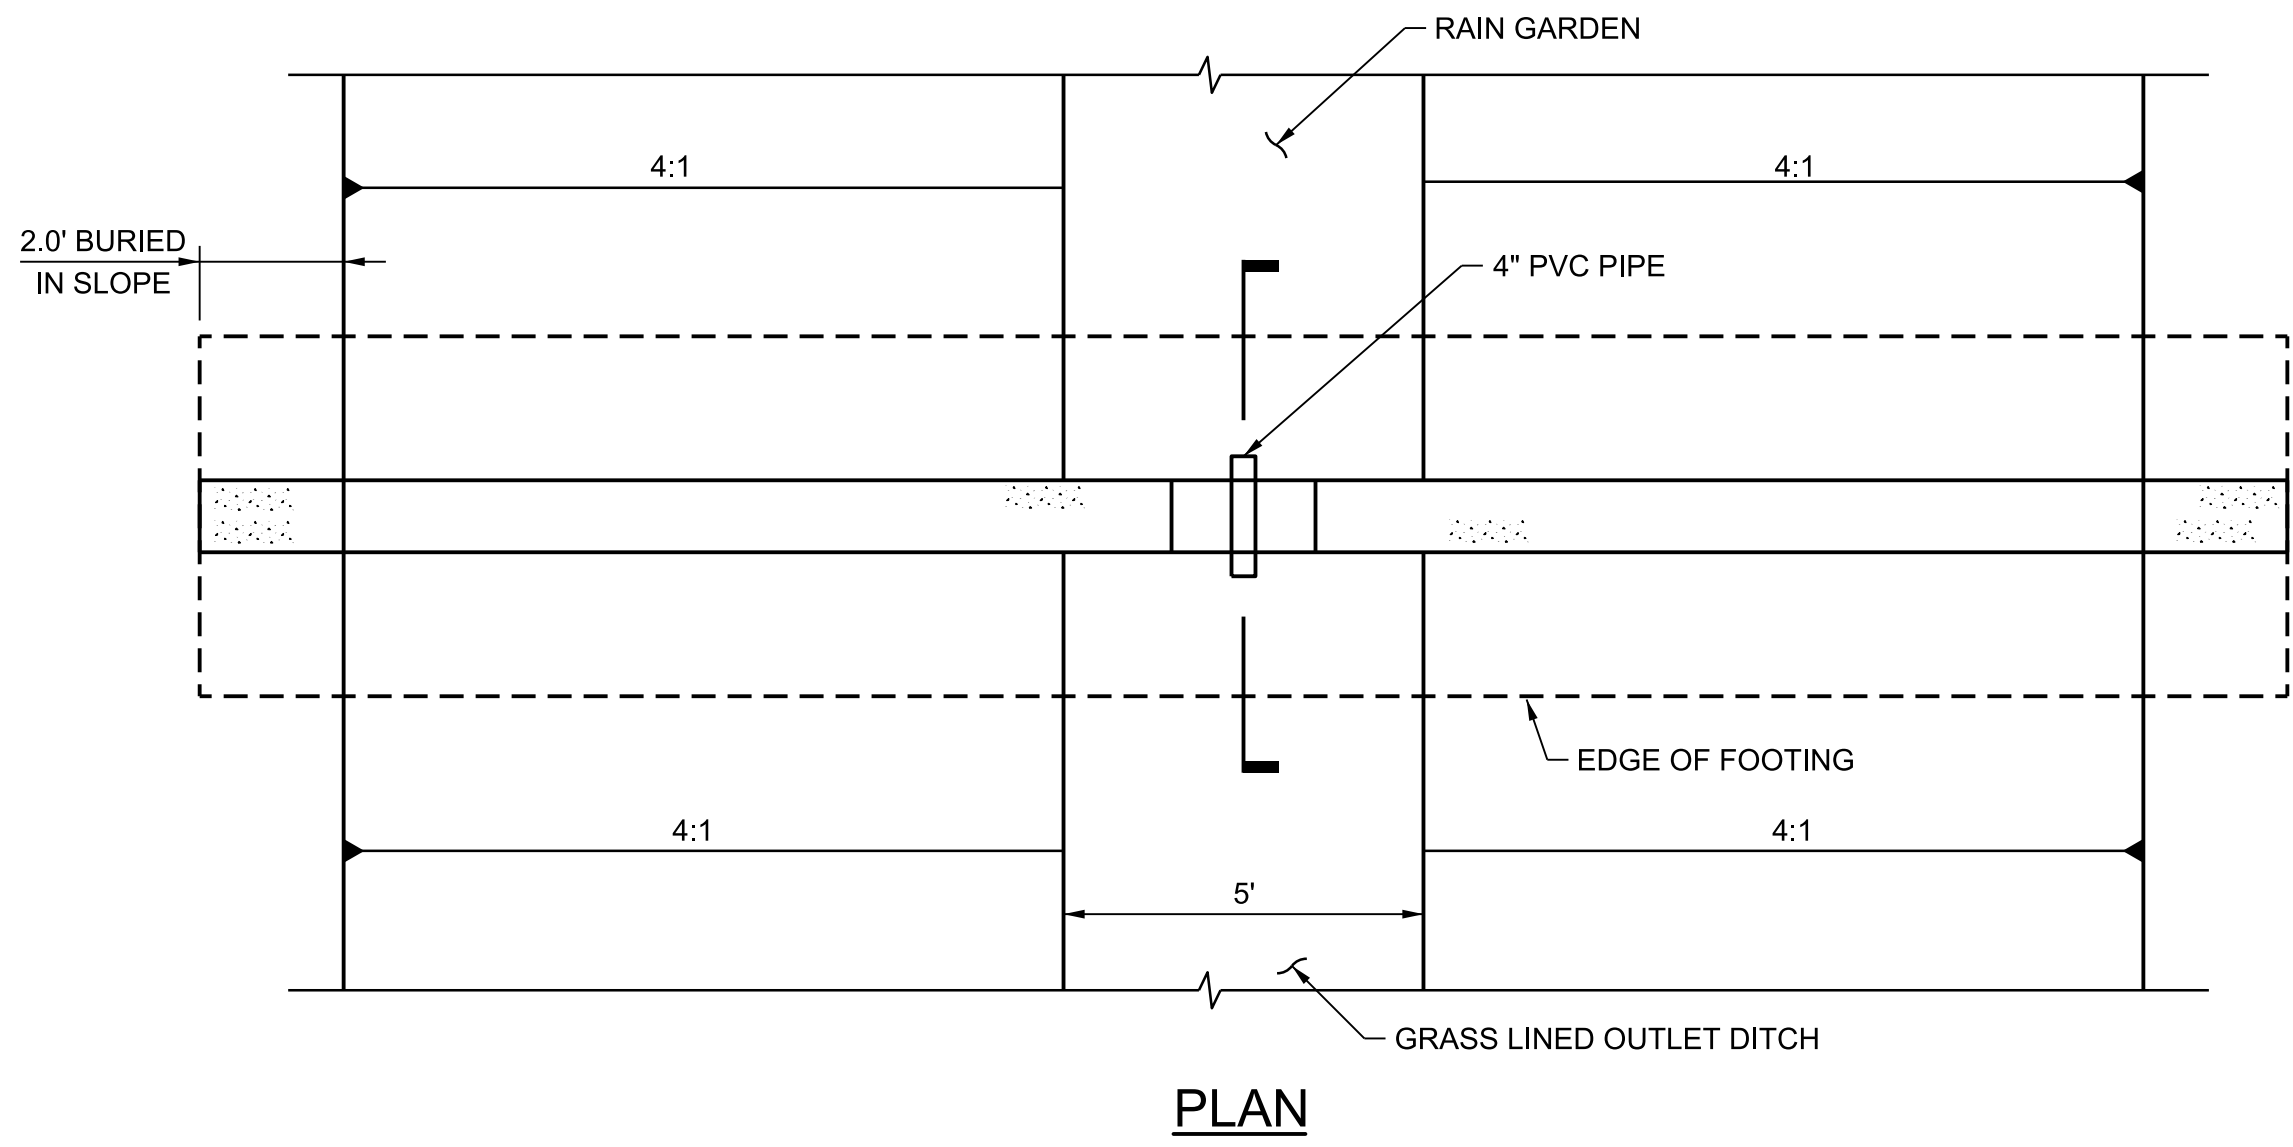 RAIN GARDEN
4:1
4:1
2.0' BURIED
IN SLOPE
4" PVC PIPE
EDGE OF FOOTING
4:1
4:1
5'
GRASS LINED OUTLET DITCH
PLAN